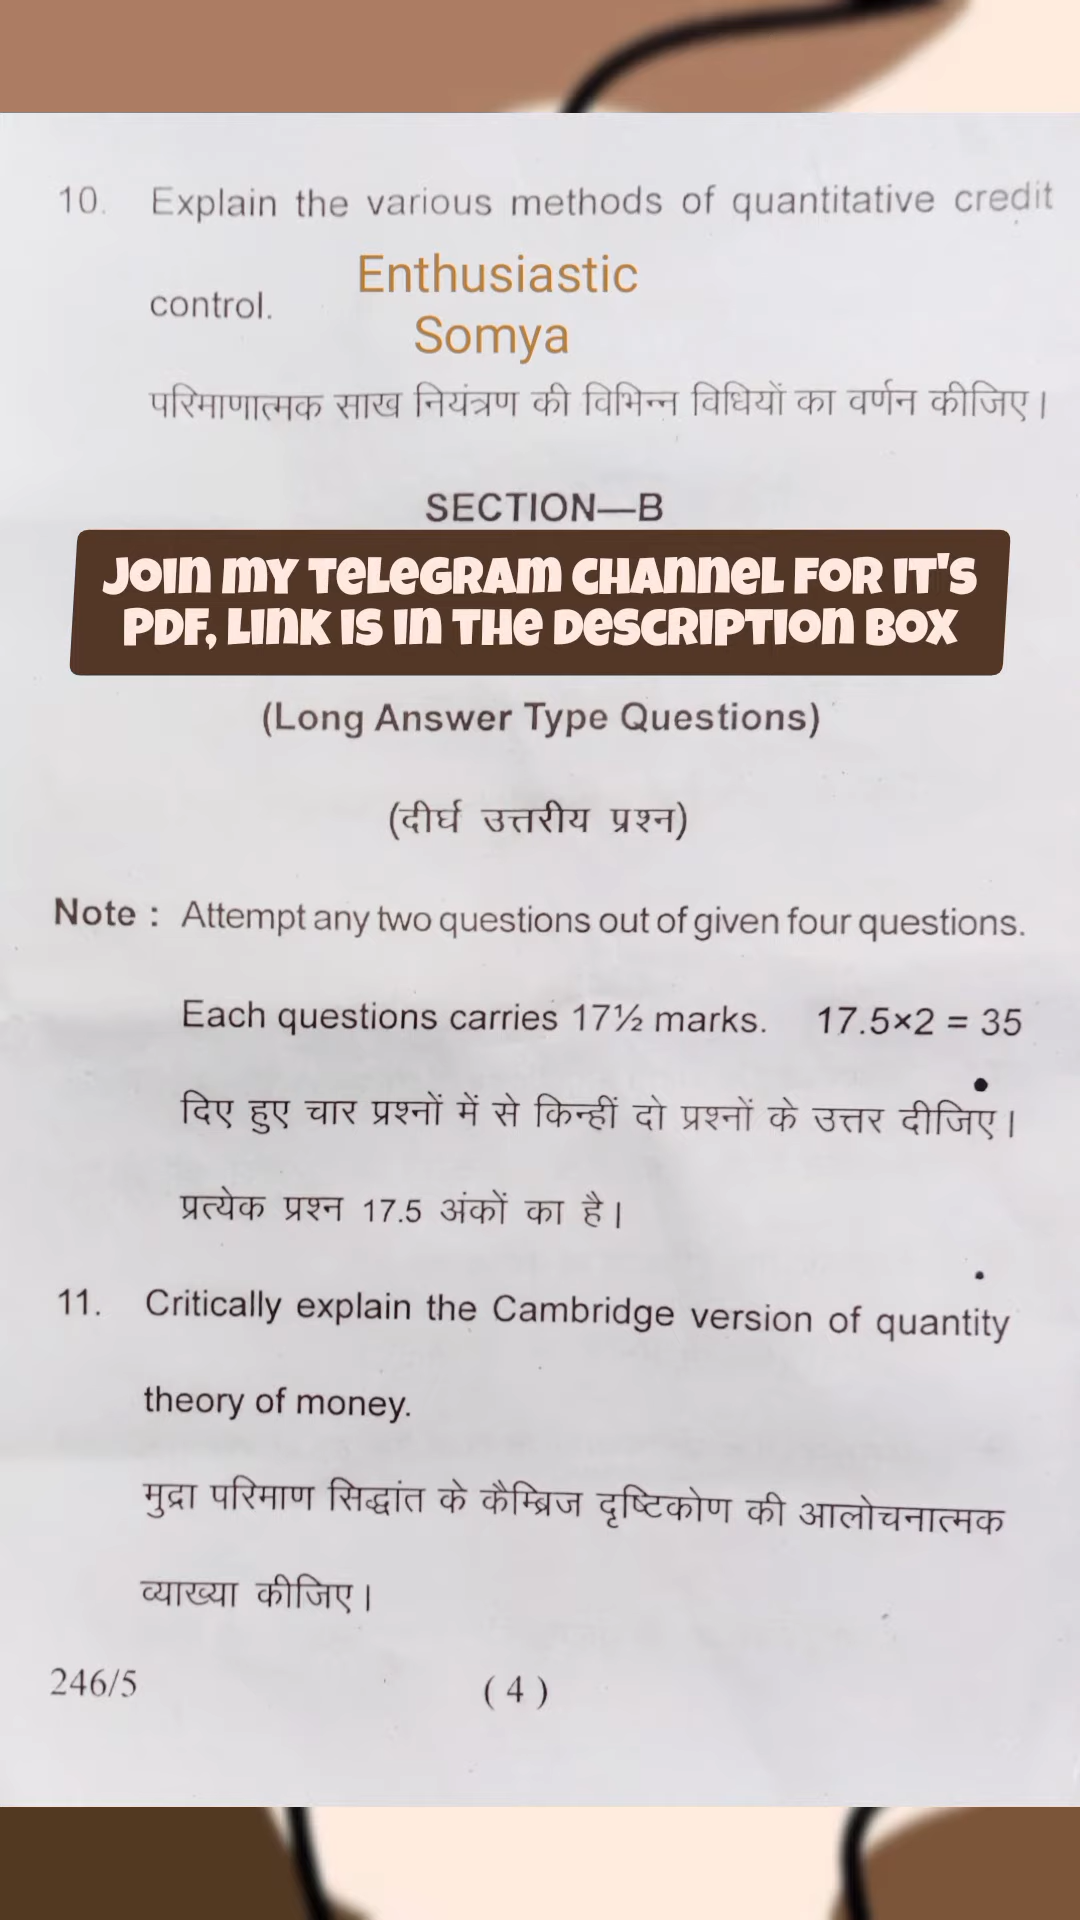 10. Explain the various methods of quantitative credit
Enthusiastic
control.
Somya
परिमाणात्मक साख नियंत्रण की विभिन्न विधियों का वर्णन कीजिए।
SECTION—B
JOIN MY TELEGRAM CHANNEL FOR IT'S
PDF, LINK IS IN THE DESCRIPTION BOX
(Long Answer Type Questions)
(दीर्घ उत्तरीय प्रश्न)
Note : Attempt any two questions out of given four questions.
Each questions carries 17½ marks. 17.5×2 = 35
दिए हुए चार प्रश्नों में से किन्हीं दो प्रश्नों के उत्तर दीजिए।
प्रत्येक प्रश्न 17.5 अंकों का है।
11. Critically explain the Cambridge version of quantity
theory of money.
मुद्रा परिमाण सिद्धांत के कैम्ब्रिज दृष्टिकोण की आलोचनात्मक
व्याख्या कीजिए।
246/5 ( 4 )